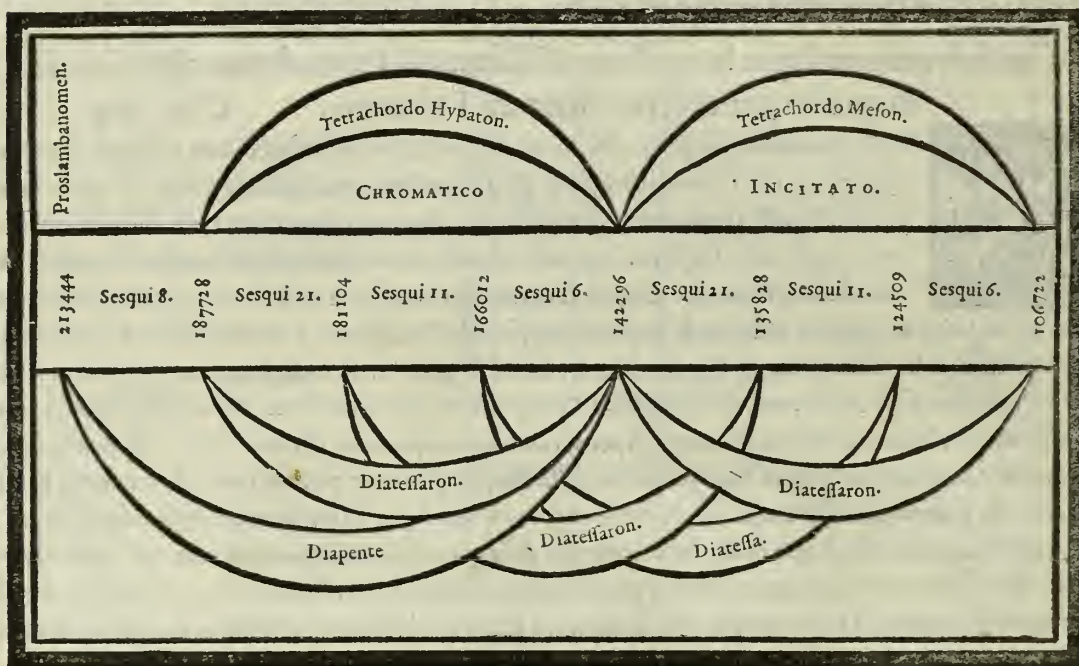 Proslambanomen.
Tetrachordo Hypaton.
Tetrachordo Meſon.
CHROMATICO
INCITATO.
213444
Sesqui 8.
187728
Sesqui 21.
181104
Sesqui 11.
166012
Sesqui 6.
142296
Sesqui 21.
135828
Sesqui 11.
124509
Sesqui 6.
106722
Diateſſaron.
Diateſſaron.
Diapente
Diateſſaron.
Diateſſa.